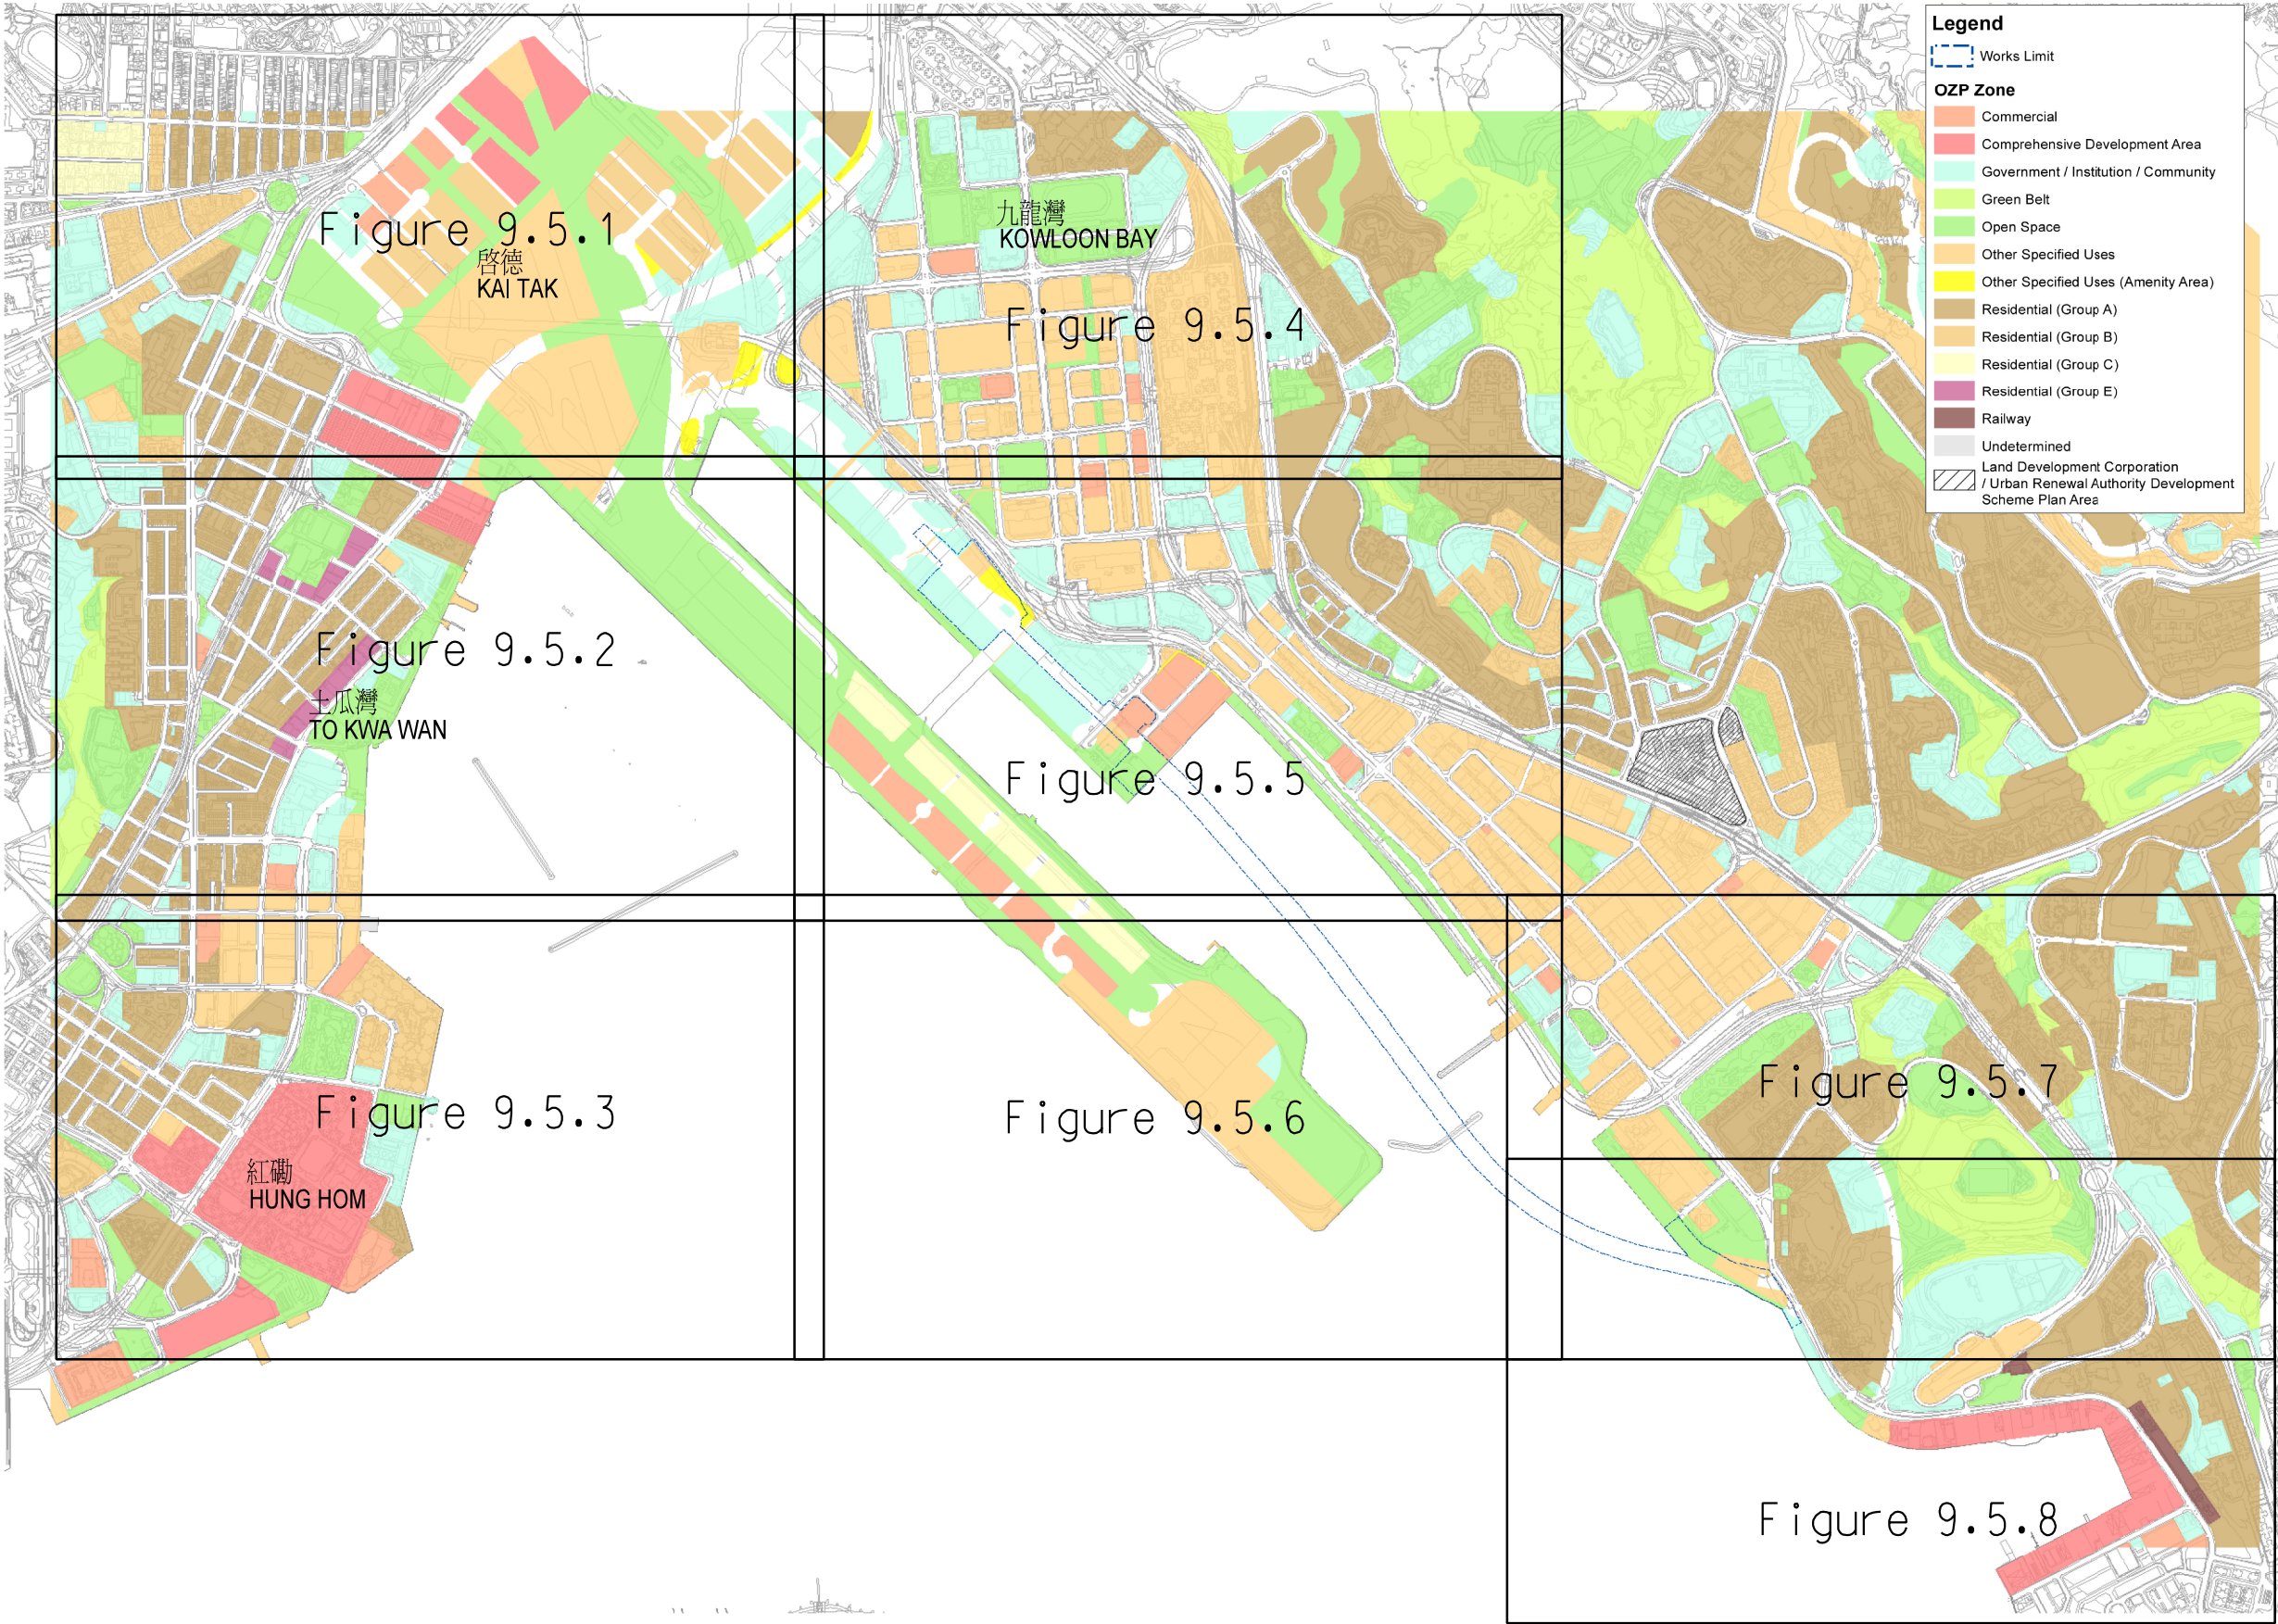 Legend
Works Limit
OZP Zone
Commercial
Comprehensive Development Area
Government / Institution / Community
Green Belt
Open Space
Other Specified Uses
Other Specified Uses (Amenity Area)
Residential (Group A)
Residential (Group B)
Residential (Group C)
Residential (Group E)
Railway
Undetermined
Land Development Corporation
/ Urban Renewal Authority Development
Scheme Plan Area
Figure 9.5.1
啓德
KAI TAK
九龍灣
KOWLOON BAY
Figure 9.5.4
Figure 9.5.2
土瓜灣
TO KWA WAN
Figure 9.5.5
Figure 9.5.3
紅磡
HUNG HOM
Figure 9.5.6
Figure 9.5.7
Figure 9.5.8